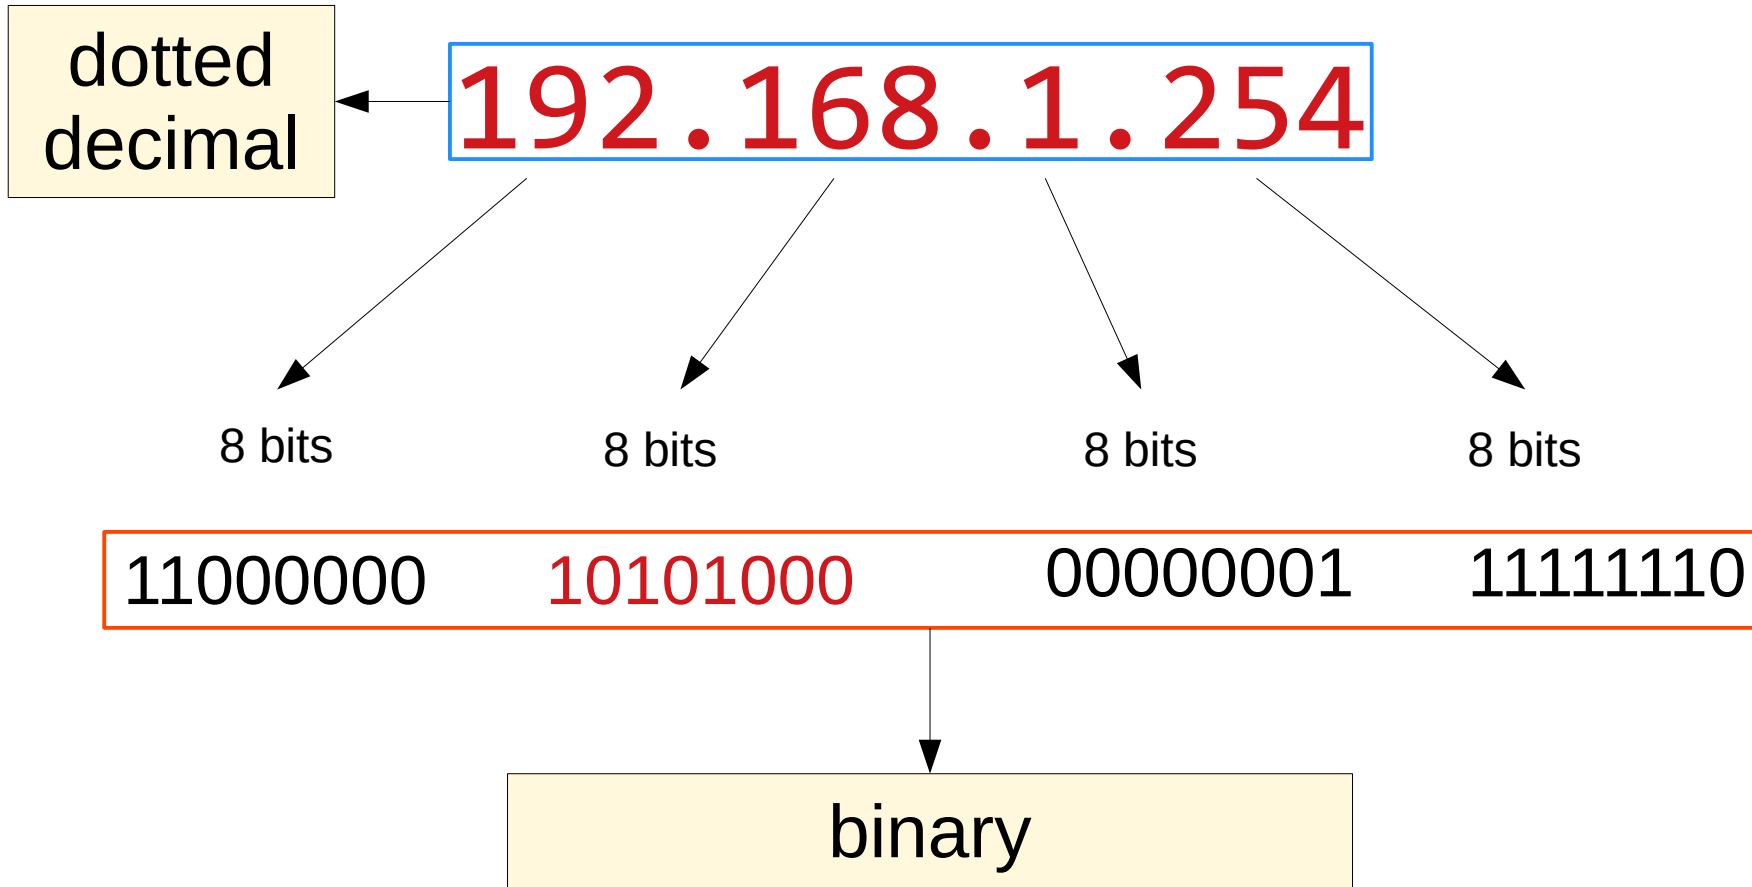 dotted
decimal
192.168.1.254
8 bits 8 bits 8 bits 8 bits
11000000 10101000 00000001 11111110
binary